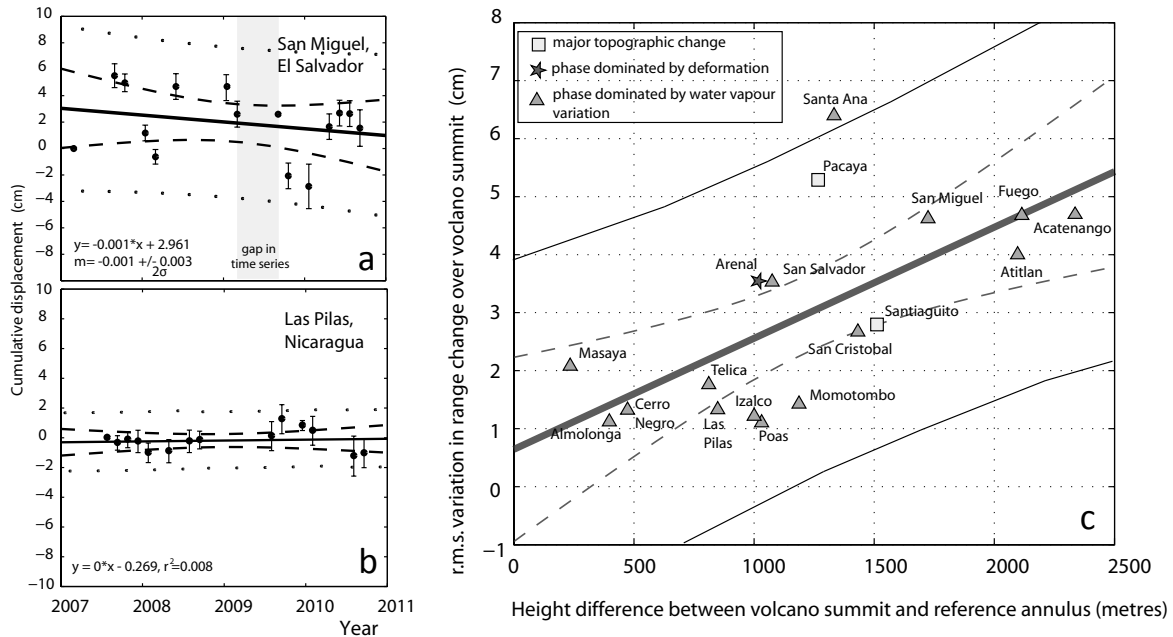 10
8
6
4
2
0
−2
−4
−6
−8
Cumulative displacement (cm)
San Miguel,
El Salvador
y= -0.001*x + 2.961
m= -0.001 +/- 0.003
2σ
gap in
time series
a
10
8
6
4
2
0
−2
−4
−6
−10
Las Pilas,
Nicaragua
y = 0*x - 0.269, r²=0.008
b
2007 2008 2009 2010 2011
Year
8
7
6
5
4
3
2
1
0
−1
r.m.s. variation in range change over voclano summit (cm)
major topographic change
phase dominated by deformation
phase dominated by water vapour
variation
Santa Ana
Pacaya
San Miguel
Fuego
Acatenango
Atitlan
Arenal
San Salvador
Santiaguito
San Cristobal
Masaya
Telica
Momotombo
Cerro
Negro
Izalco
Almolonga
Las
Pilas
Poas
c
0 500 1000 1500 2000 2500
Height difference between volcano summit and reference annulus (metres)